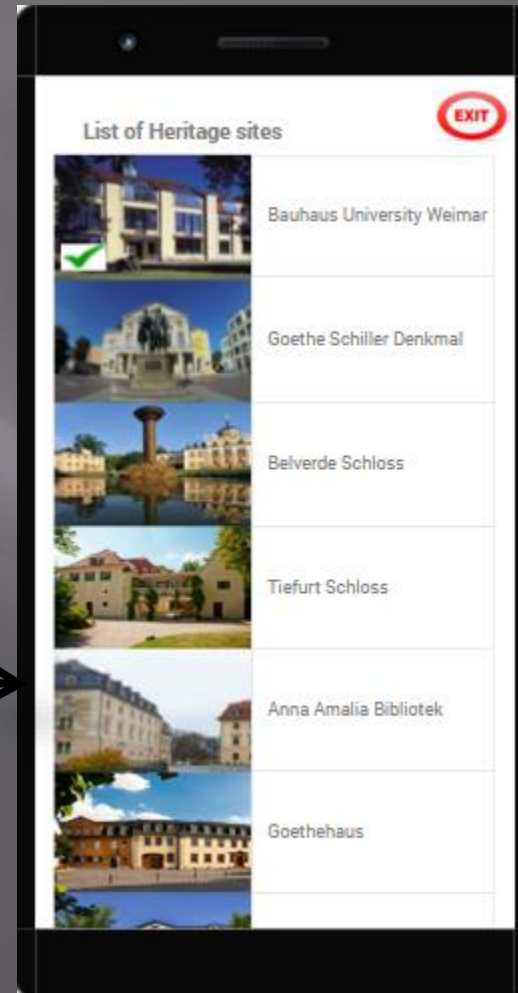 EXIT
List of Heritage sites
Bauhaus University Weimar
Goethe Schiller Denkmal
Belverde Schloss
Tiefurt Schloss
Anna Amalia Bibliotek
Goethehaus